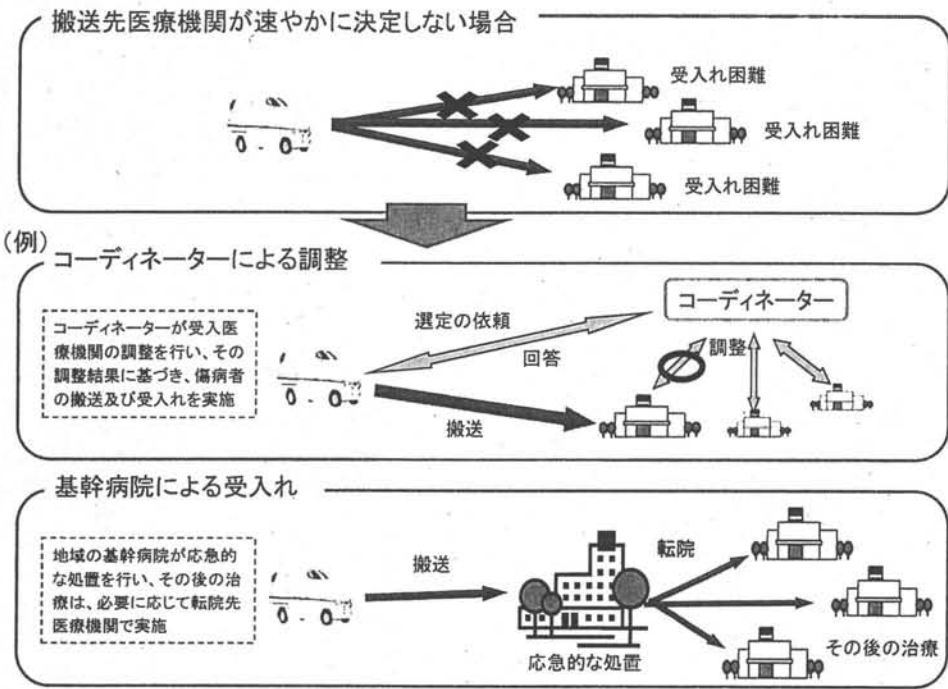 搬送先医療機関が速やかに決定しない場合
受入れ困難
受入れ困難
受入れ困難
(例)
コーディネーターによる調整
コーディネーターが受入医
療機関の調整を行い、その
調整結果に基づき、傷病者
の搬送及び受入れを実施
選定の依頼
回答
搬送
コーディネーター
調整
基幹病院による受入れ
地域の基幹病院が応急的
な処置を行い、その後の治
療は、必要に応じて転院先
医療機関で実施
搬送
応急的な処置
転院
その後の治療